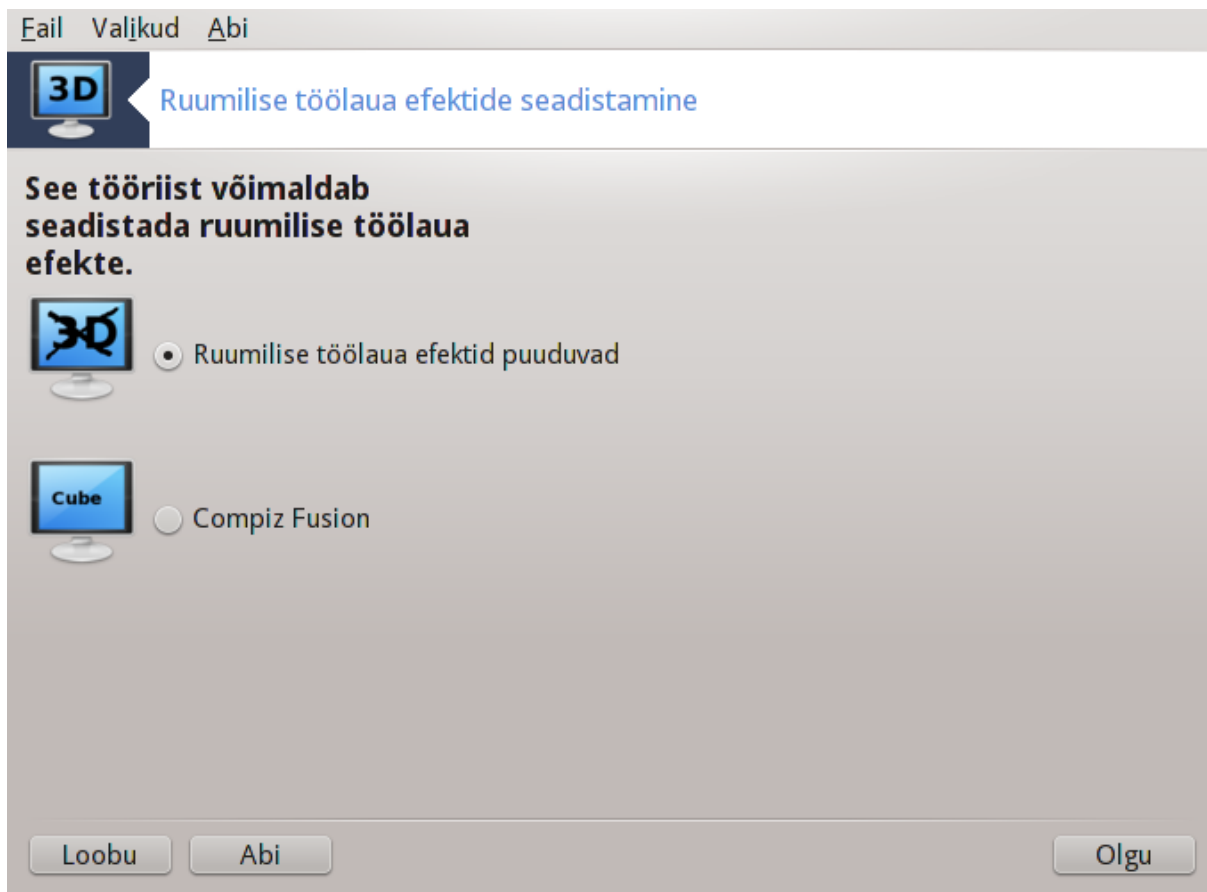 Fail Valikud Abi
3D
Ruumilise töölaua efektide seadistamine
See tööriist võimaldab
seadistada ruumilise töölaua
efekte.
3D
Ruumilise töölaua efektid puuduvad
Cube
Compiz Fusion
Loobu Abi Olgu